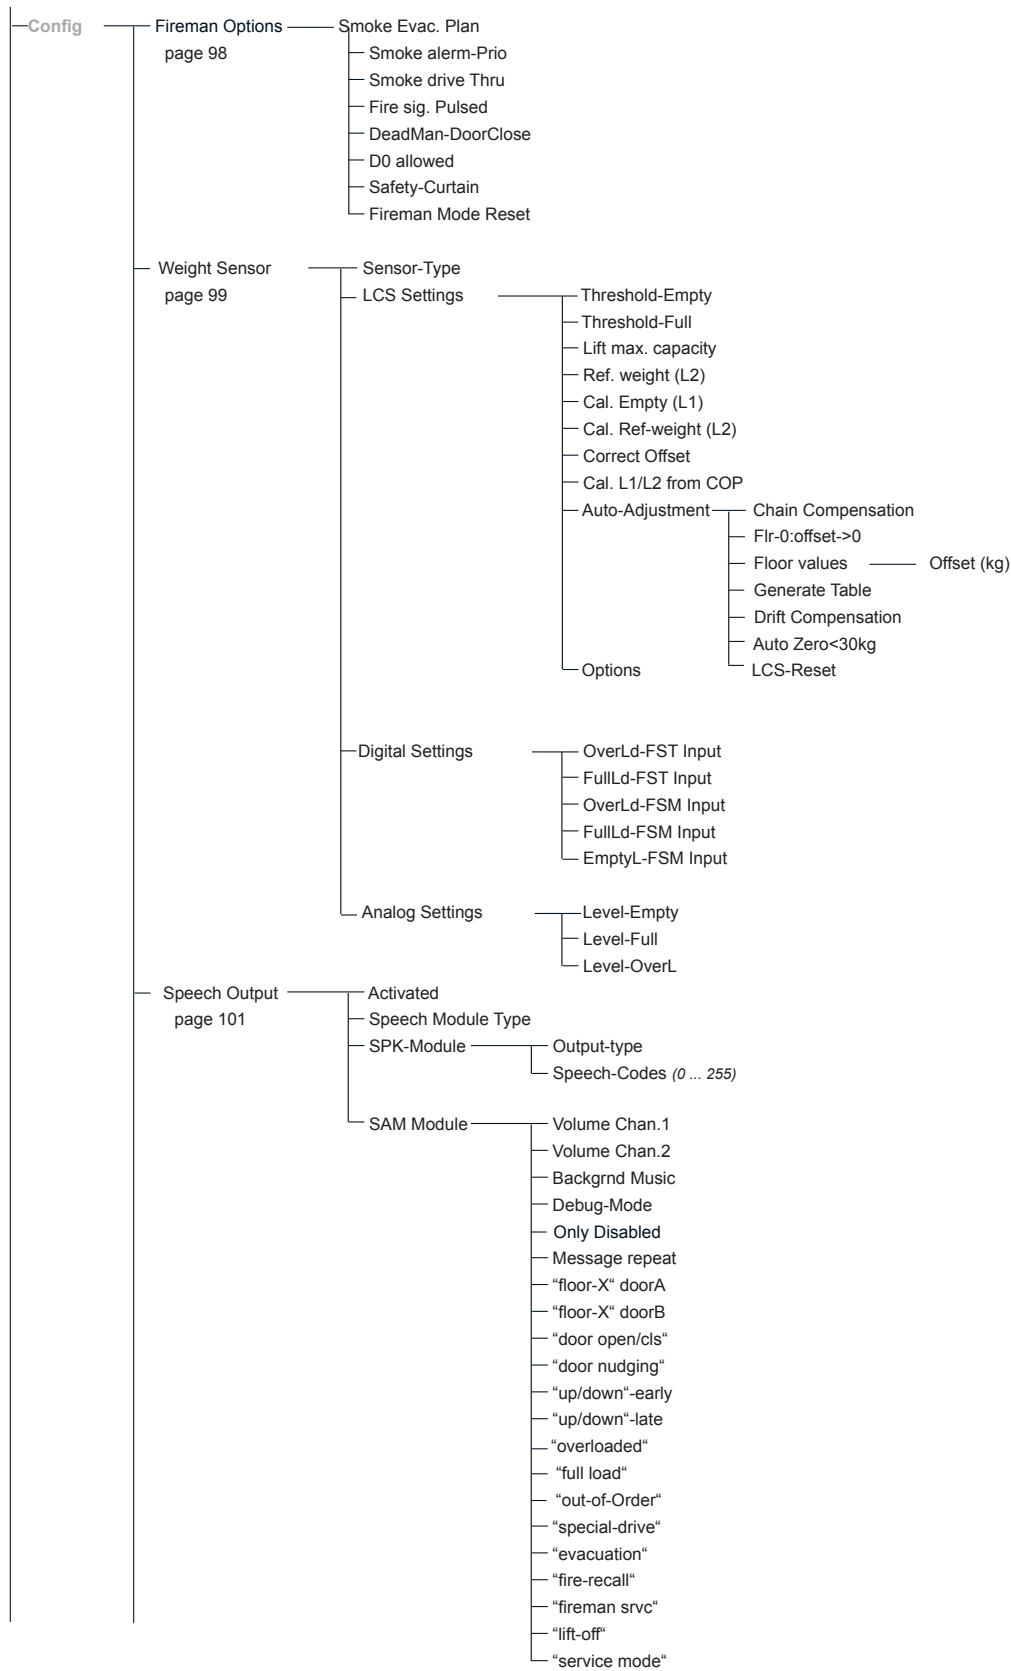 Config Fireman Options Smoke Evac. Plan
page 98 Smoke alerm-Prio
Smoke drive Thru
Fire sig. Pulsed
DeadMan-DoorClose
D0 allowed
Safety-Curtain
Fireman Mode Reset
Weight Sensor Sensor-Type
page 99 LCS Settings Threshold-Empty
Threshold-Full
Lift max. capacity
Ref. weight (L2)
Cal. Empty (L1)
Cal. Ref-weight (L2)
Correct Offset
Cal. L1/L2 from COP
Auto-Adjustment Chain Compensation
Flr-0:offset->0
Floor values Offset (kg)
Generate Table
Drift Compensation
Auto Zero<30kg
Options LCS-Reset
Digital Settings OverLd-FST Input
FullLd-FST Input
OverLd-FSM Input
FullLd-FSM Input
EmptyL-FSM Input
Analog Settings Level-Empty
Level-Full
Level-OverL
Speech Output Activated
page 101 Speech Module Type
SPK-Module Output-type
Speech-Codes (0 ... 255)
SAM Module Volume Chan.1
Volume Chan.2
Backgrnd Music
Debug-Mode
Only Disabled
Message repeat
“floor-X“ doorA
“floor-X“ doorB
“door open/cls“
“door nudging“
“up/down“-early
“up/down“-late
“overloaded“
“full load“
“out-of-Order“
“special-drive“
“evacuation“
“fire-recall“
“fireman srvc“
“lift-off“
“service mode“